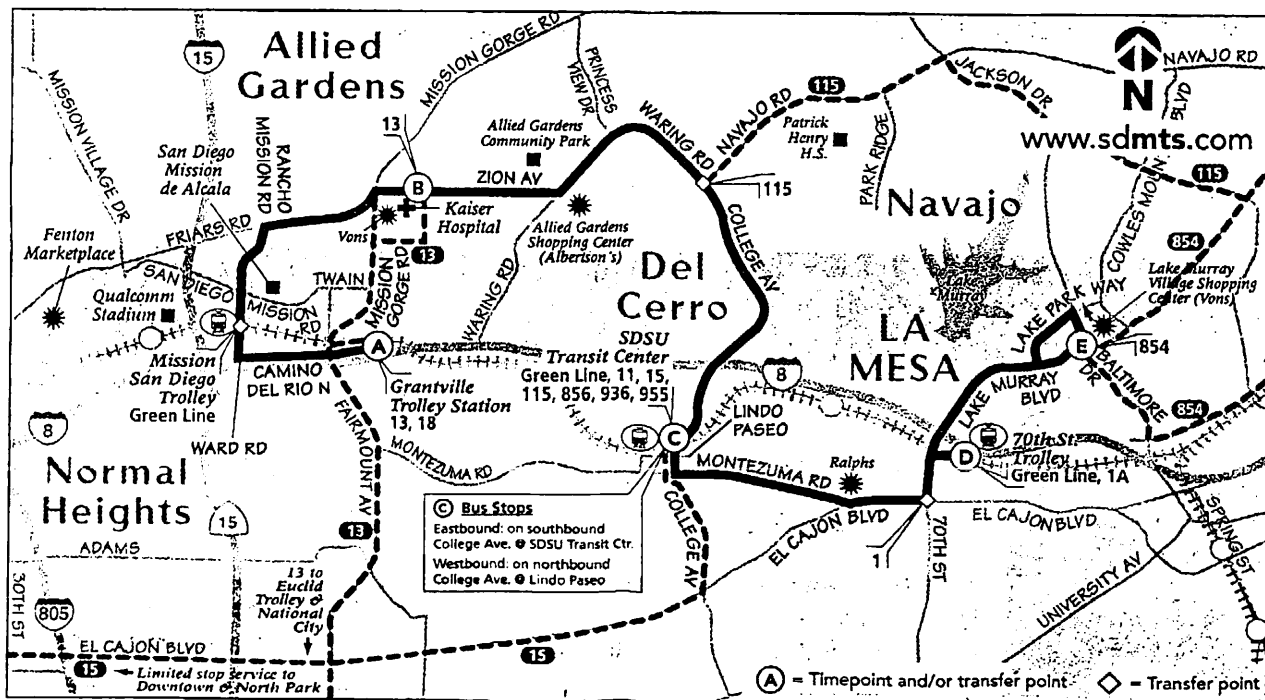 Allied
Gardens
15
MISSION GORGE RD
PRINCESS
VIEW DR
MISSION VILLAGE DR
RANCHO
MISSION RD
San Diego
Mission
de Alcala
13
Allied Gardens
Community Park
B
ZION AV
WARING RD
NAVAJO RD
115
JACKSON DR
NAVAJO RD
N
www.sdmts.com
Patrick
Henry
H.S.
PARK RIDGE
115
115
Navajo
COWLES MOUN
BLVD
Fenton
Marketplace
FRIARS RD
Vons
Kaiser
Hospital
13
Allied Gardens
Shopping Center
(Albertson's)
COLLEGE AV
Del
Cerro
Lake
Murray
854
Lake Murray
Village Shopping
Center (Vons)
SAN DIEGO
MISSION
RD
TWAIN
MISSION
GORGE RD
WARING RD
Qualcomm
Stadium
Mission
San Diego
Trolley
Green Line
CAMINO
DEL RIO N
A
Grantville
Trolley Station
13, 18
SDSU
Transit Center
Green Line, 11, 15,
115, 856, 936, 955
8
LA
MESA
LAKE PARK
WAY
E
854
LAKE MURRAY
BLVD
BALTIMORE
DR
854
8
WARD RD
FAIRMOUNT AV
MONTEZUMA RD
C
LINDO
PASEO
MONTEZUMA RD
Ralphs
D
70th St.
Trolley
Green Line, 1A
Normal
Heights
15
ADAMS
13
C Bus Stops
Eastbound: on southbound
College Ave. @ SDSU Transit Ctr.
Westbound: on northbound
College Ave. @ Lindo Paseo
COLLEGE AV
EL CAJON BLVD
1
70TH ST
EL CAJON BLVD
SPRING ST
UNIVERSITY AV
30TH ST
805
13 to
Euclid
Trolley &
National
City
EL CAJON BLVD
15
Limited stop service to
Downtown & North Park
15
A = Timepoint and/or transfer point
= Transfer point